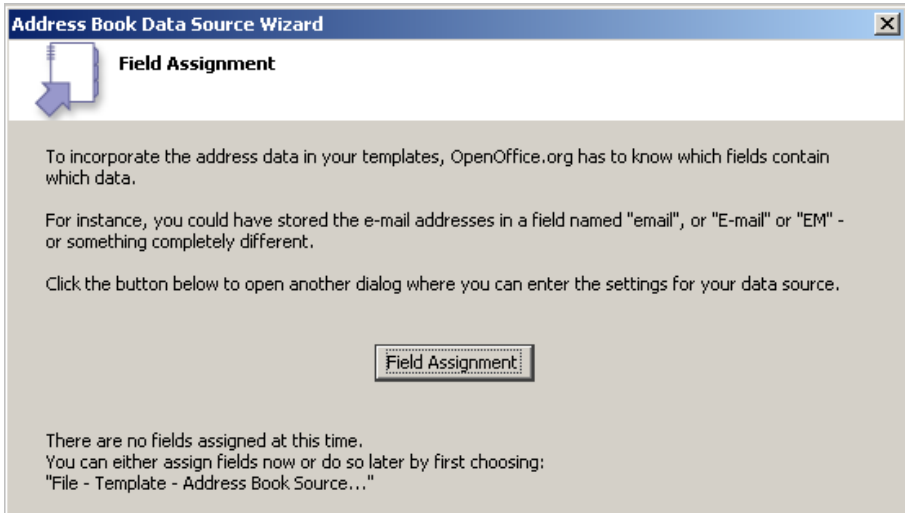 Address Book Data Source Wizard
Field Assignment
To incorporate the address data in your templates, OpenOffice.org has to know which fields contain
which data.
For instance, you could have stored the e-mail addresses in a field named "email", or "E-mail" or "EM" -
or something completely different.
Click the button below to open another dialog where you can enter the settings for your data source.
Field Assignment
There are no fields assigned at this time.
You can either assign fields now or do so later by first choosing:
"File - Template - Address Book Source..."